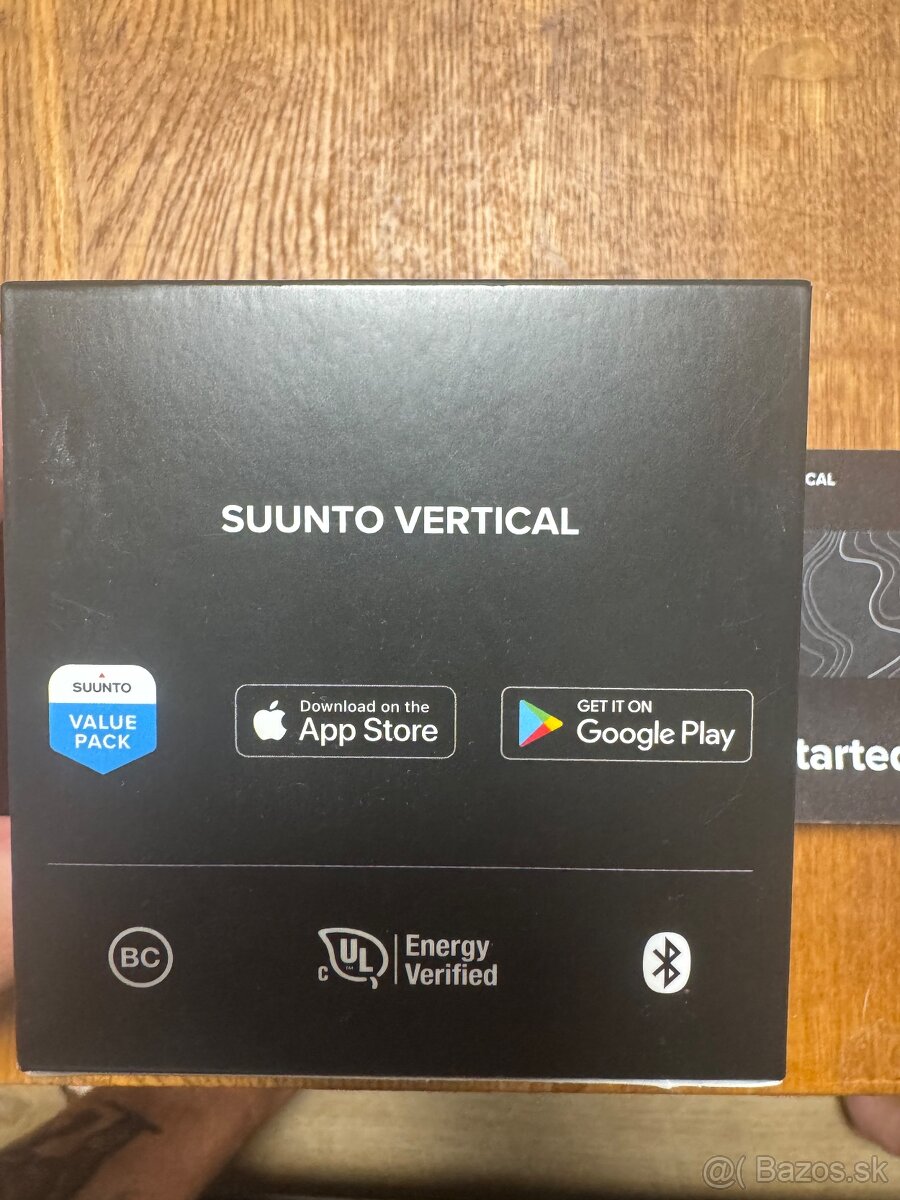 SUUNTO VERTICAL
CAL
SUUNTO
VALUE
PACK
Download on the
App Store
GET IT ON
Google Play
tarted
BC
c UL™
Energy
Verified
@( Bazos.sk